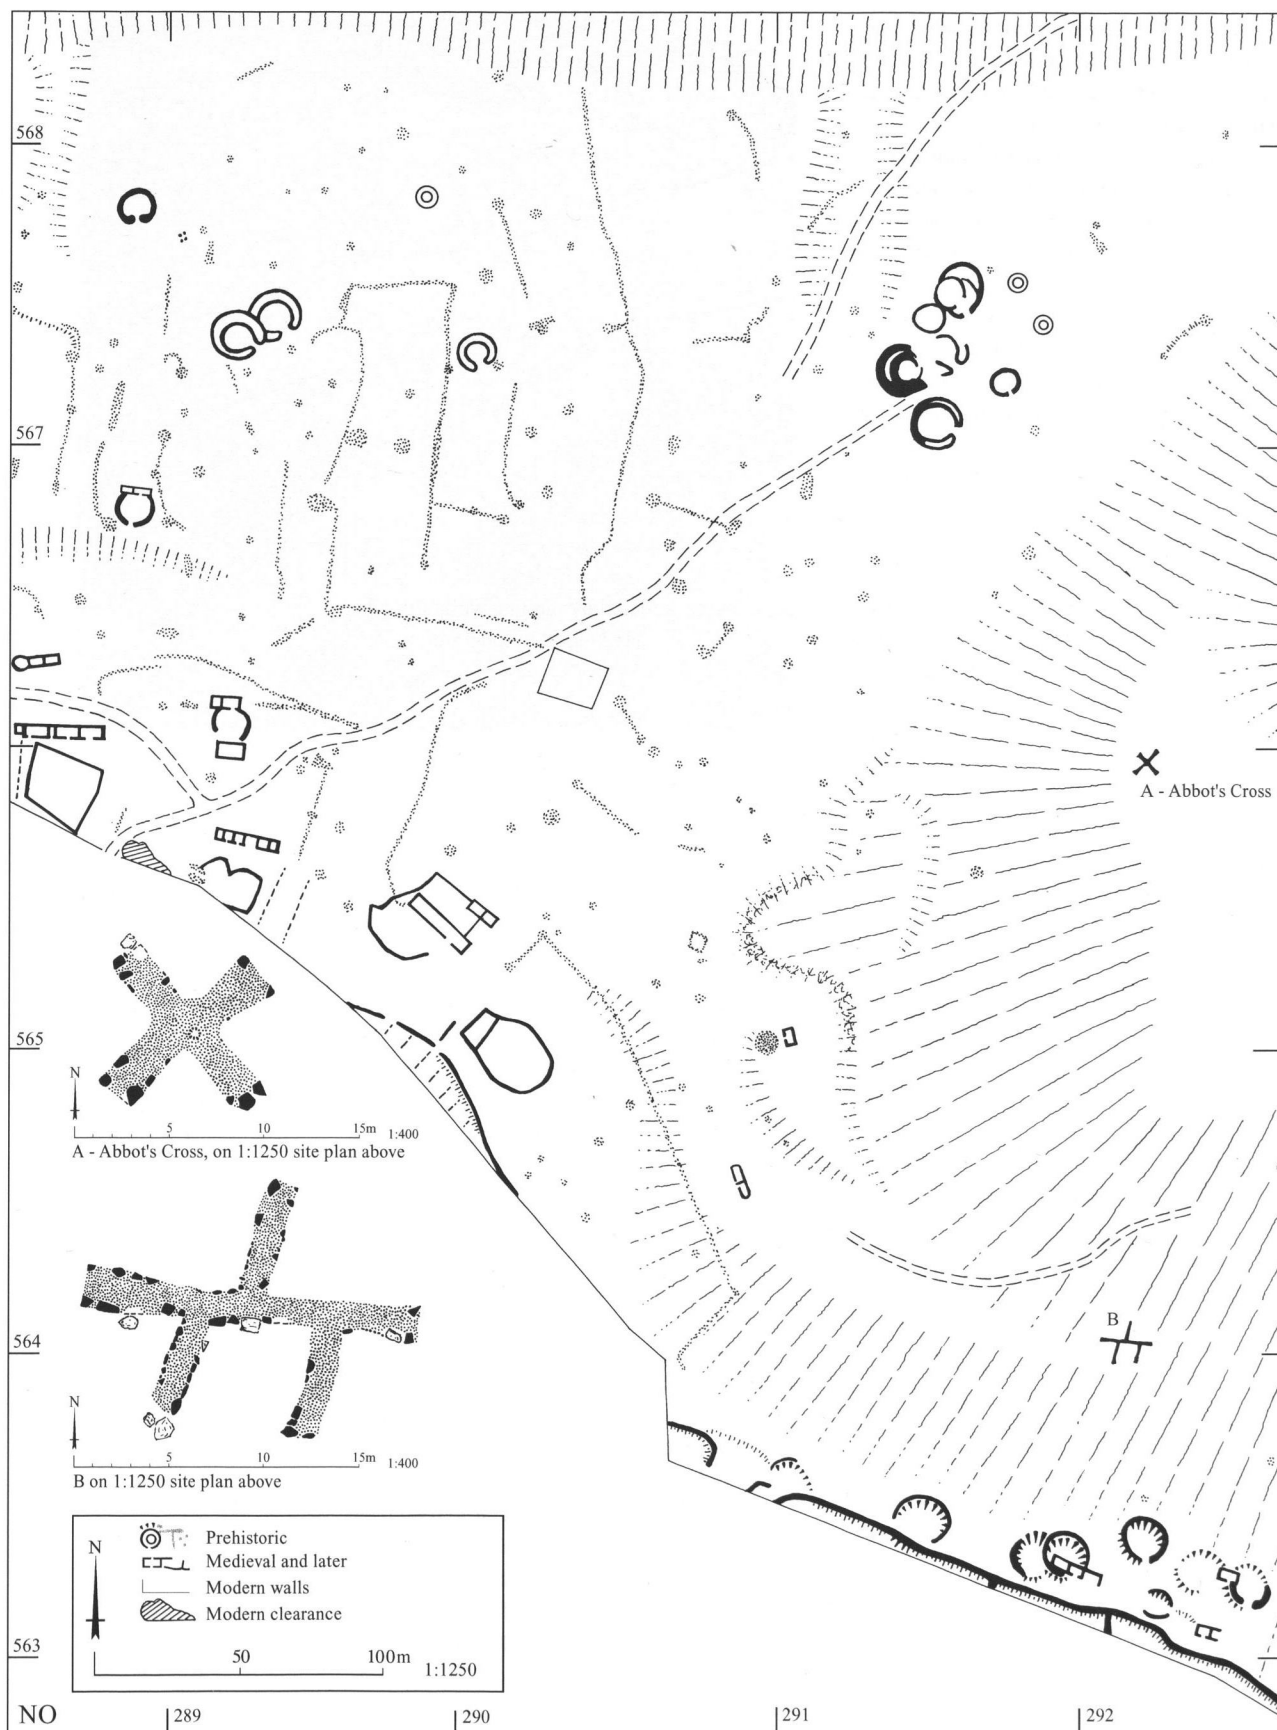 568
567
A - Abbot's Cross
565
N
5 10 15m 1:400
A - Abbot's Cross, on 1:1250 site plan above
564
B
N
5 10 15m 1:400
B on 1:1250 site plan above
N
Prehistoric
Medieval and later
Modern walls
Modern clearance
50 100m 1:1250
563
NO 289 290 291 292